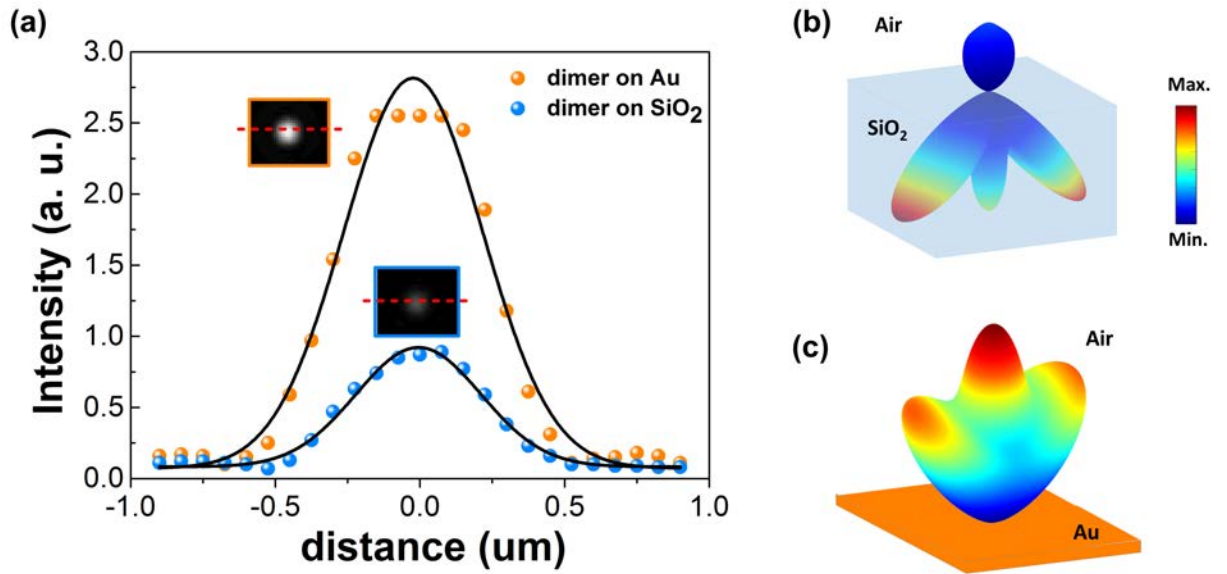 (a)
3.0
2.5
2.0
1.5
1.0
0.5
0.0
Intensity (a. u.)
dimer on Au
dimer on SiO₂
-1.0
-0.5
0.0
0.5
1.0
distance (um)
(b)
Air
SiO₂
Max.
Min.
(c)
Air
Au